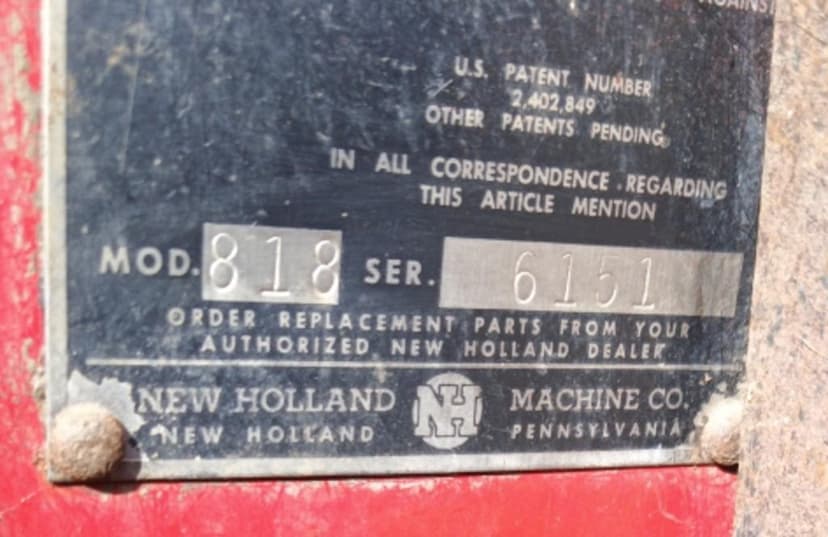 AGAINST
U.S. PATENT NUMBER
2,402,849
OTHER PATENTS PENDING
IN ALL CORRESPONDENCE REGARDING
THIS ARTICLE MENTION
MOD. 818 SER. 6151
ORDER REPLACEMENT PARTS FROM YOUR
AUTHORIZED NEW HOLLAND DEALER
NEW HOLLAND NH MACHINE CO.
NEW HOLLAND PENNSYLVANIA